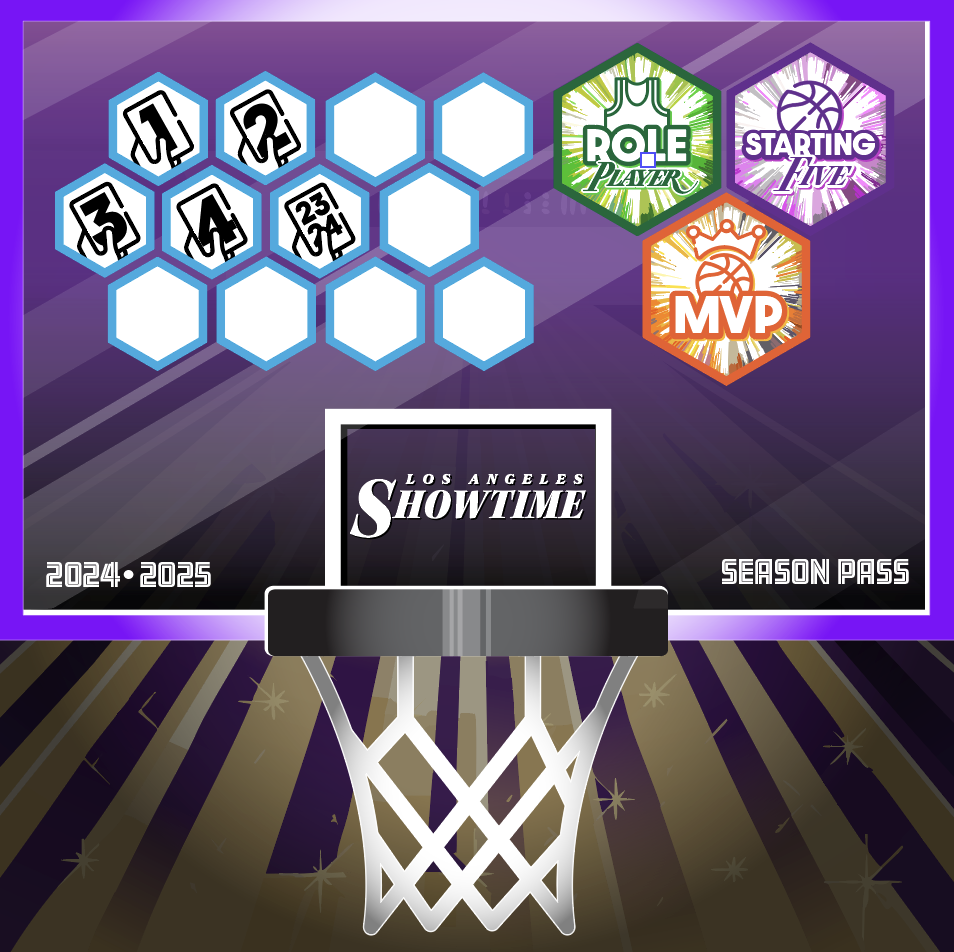 1
2
3
4
23
24
ROLE
PLAYER
STARTING
FIVE
MVP
LOS ANGELES
SHOWTIME
2024•2025
SEASON PASS